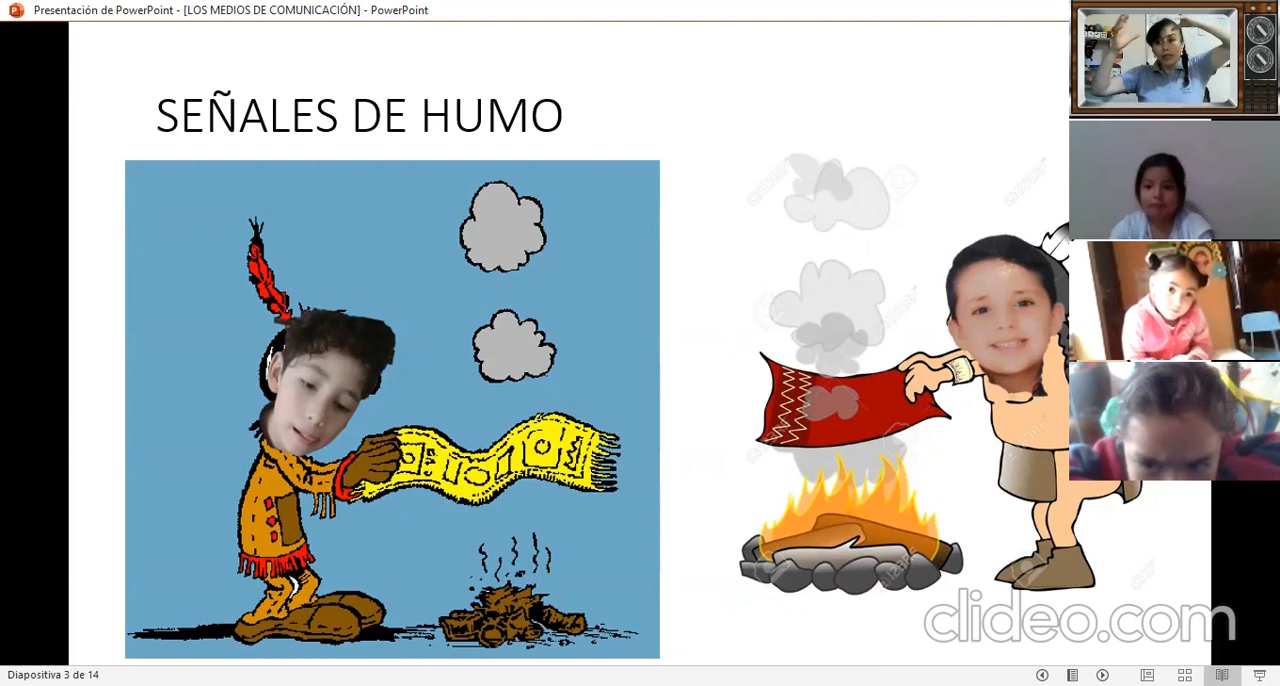 Presentación de PowerPoint - [LOS MEDIOS DE COMUNICACIÓN] - PowerPoint
SEÑALES DE HUMO
clideo.com
Diapositiva 3 de 14